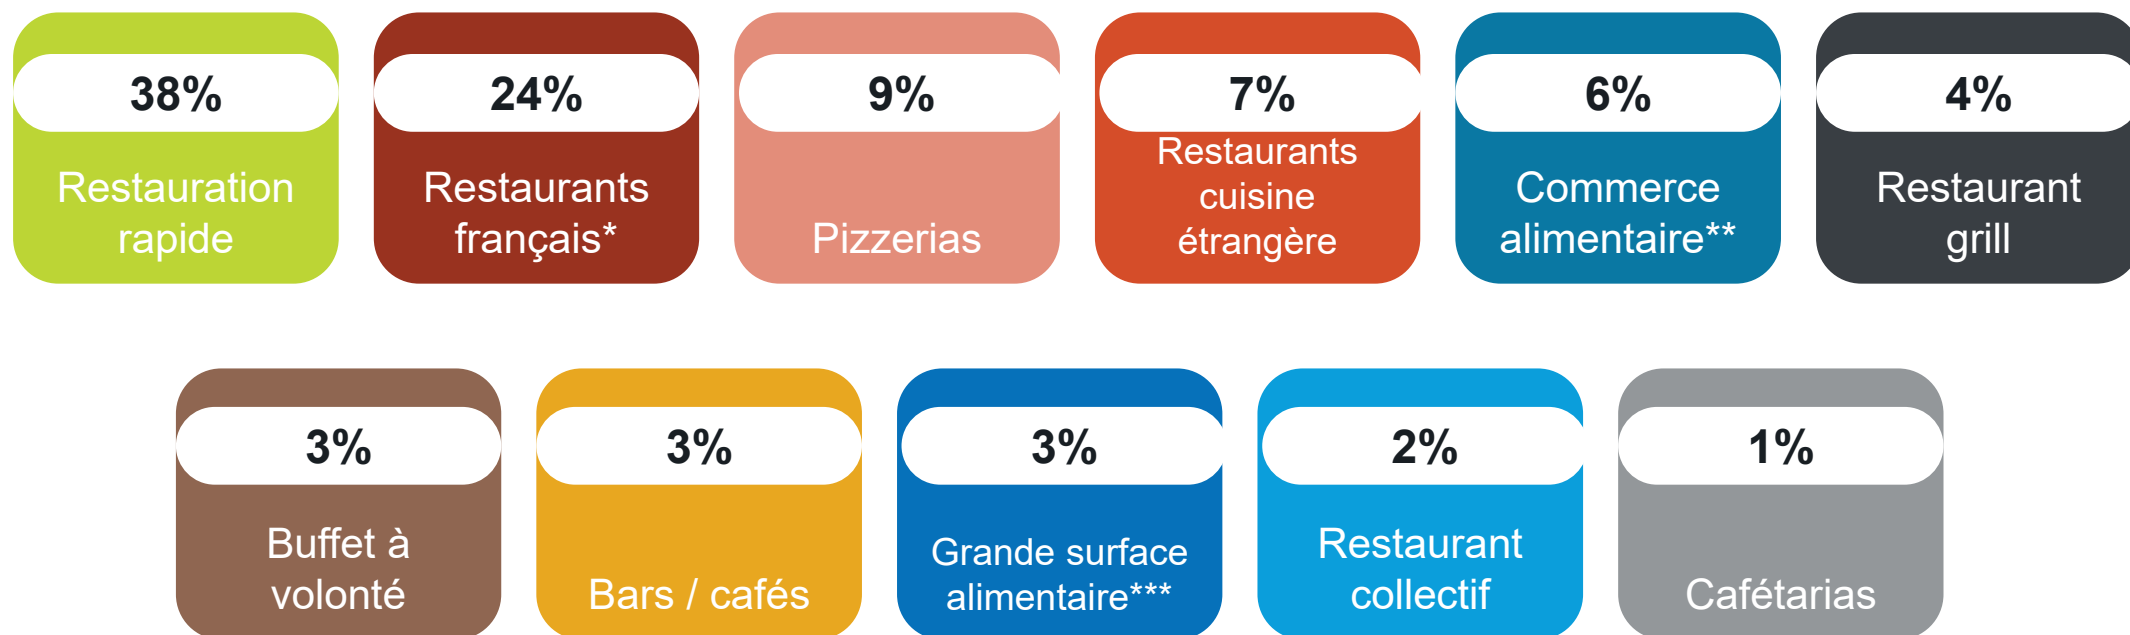 38%
Restauration
rapide
24%
Restaurants
français*
9%
Pizzerias
7%
Restaurants
cuisine
étrangère
6%
Commerce
alimentaire**
4%
Restaurant
grill
3%
Buffet à
volonté
3%
Bars / cafés
3%
Grande surface
alimentaire***
2%
Restaurant
collectif
1%
Cafétarias